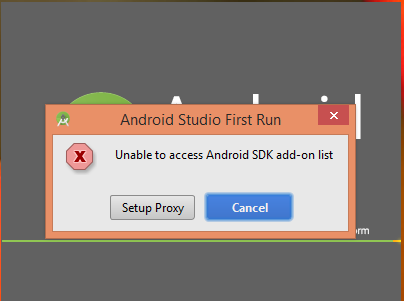 Android Studio First Run
Unable to access Android SDK add-on list
Setup Proxy
Cancel